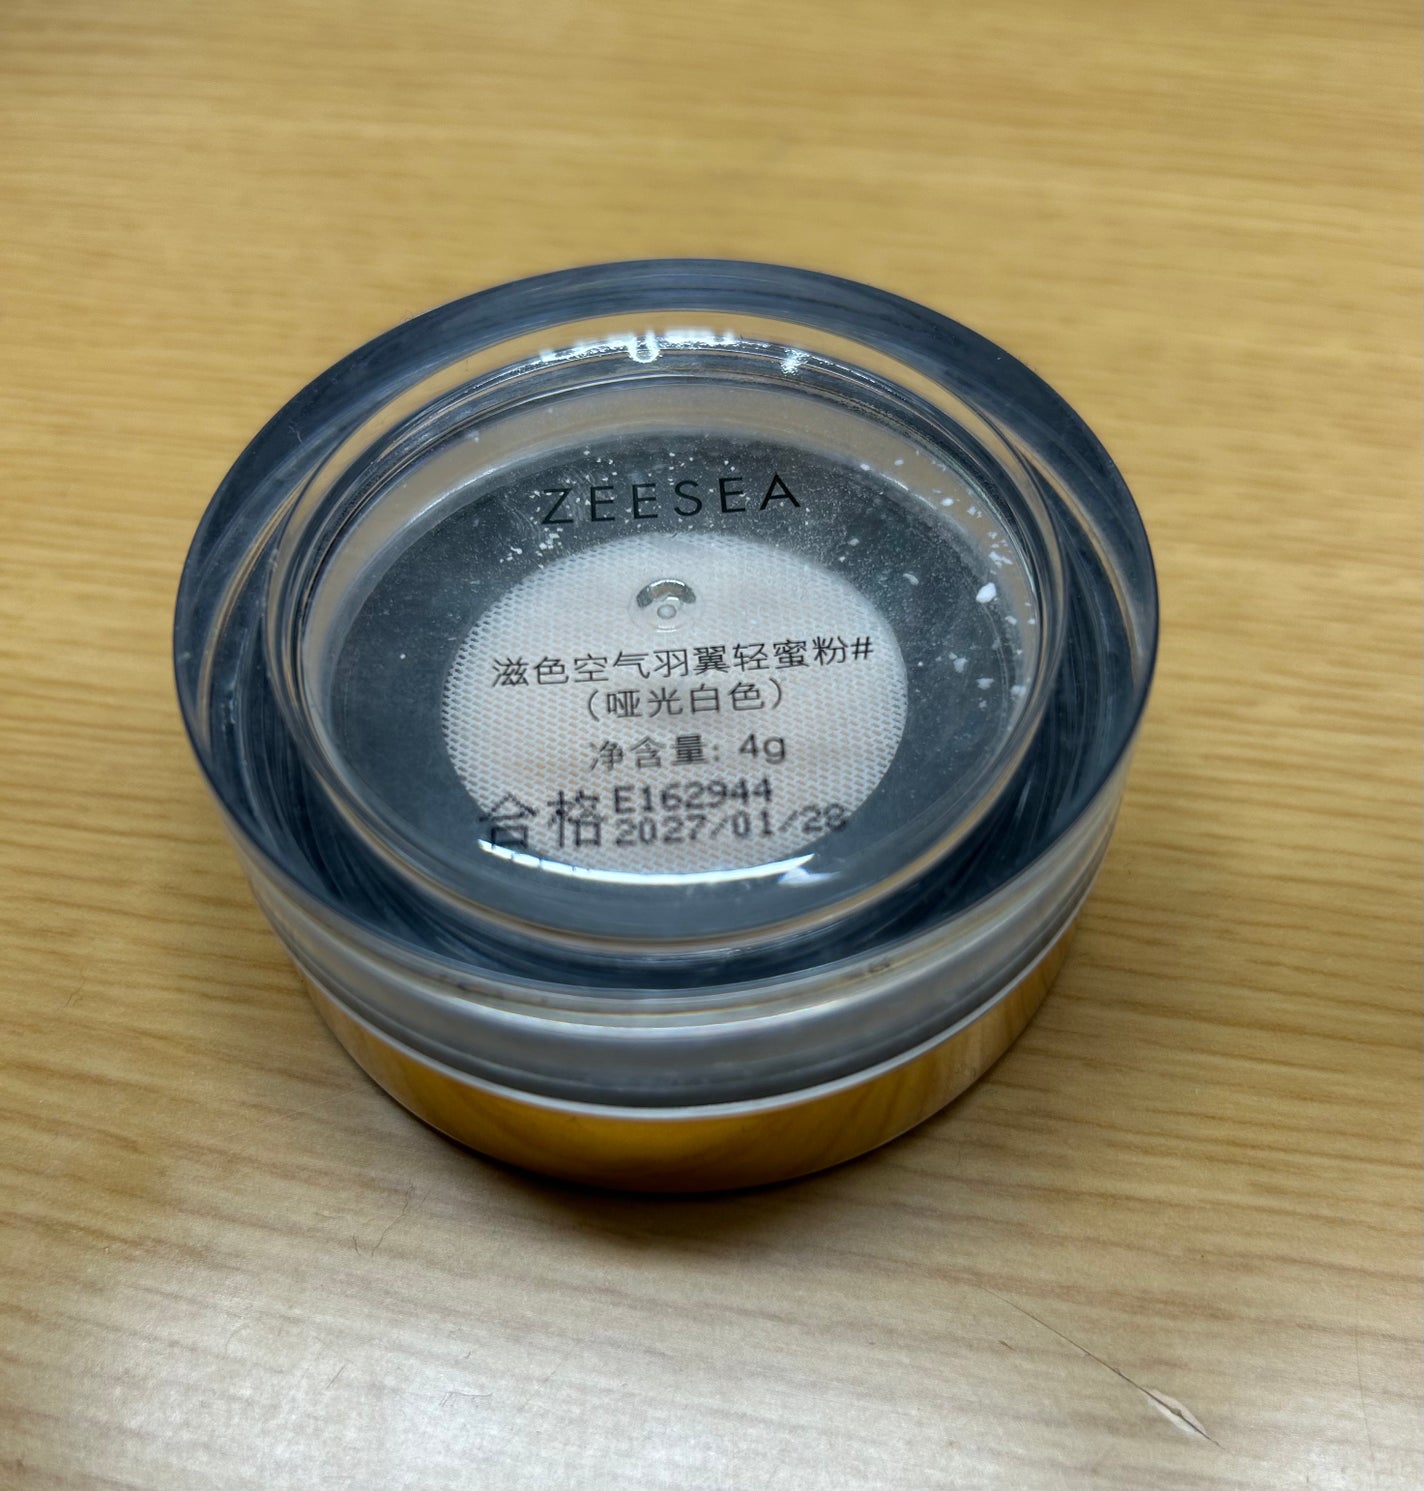 ZEESEA
滋色空气羽翼轻蜜粉#
（哑光白色）
净含量: 4g
合格 E162944
2027/01/28